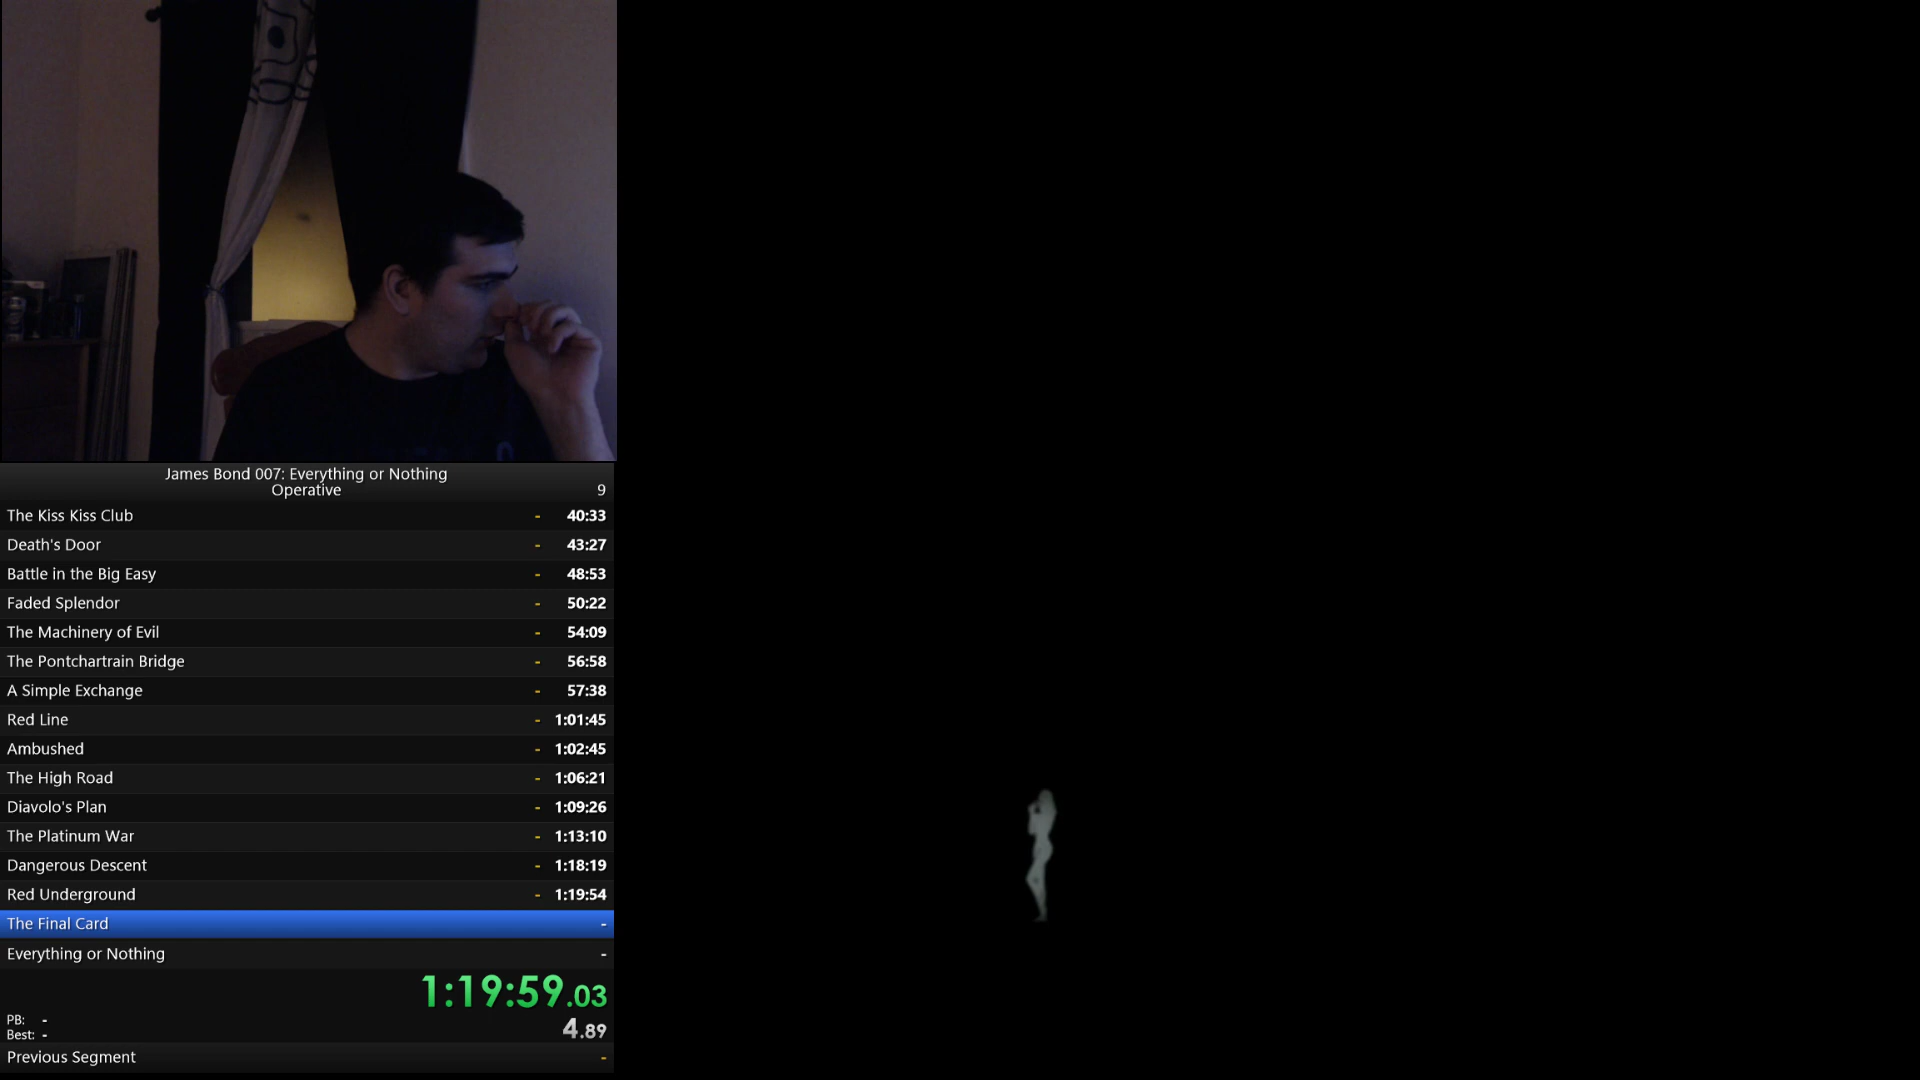 James Bond 007: Everything or Nothing
Operative 9
The Kiss Kiss Club - 40:33
Death's Door - 43:27
Battle in the Big Easy - 48:53
Faded Splendor - 50:22
The Machinery of Evil - 54:09
The Pontchartrain Bridge - 56:58
A Simple Exchange - 57:38
Red Line - 1:01:45
Ambushed - 1:02:45
The High Road - 1:06:21
Diavolo's Plan - 1:09:26
The Platinum War - 1:13:10
Dangerous Descent - 1:18:19
Red Underground - 1:19:54
The Final Card -
Everything or Nothing -
1:19:59.03
PB: -
4.89
Best: -
Previous Segment -